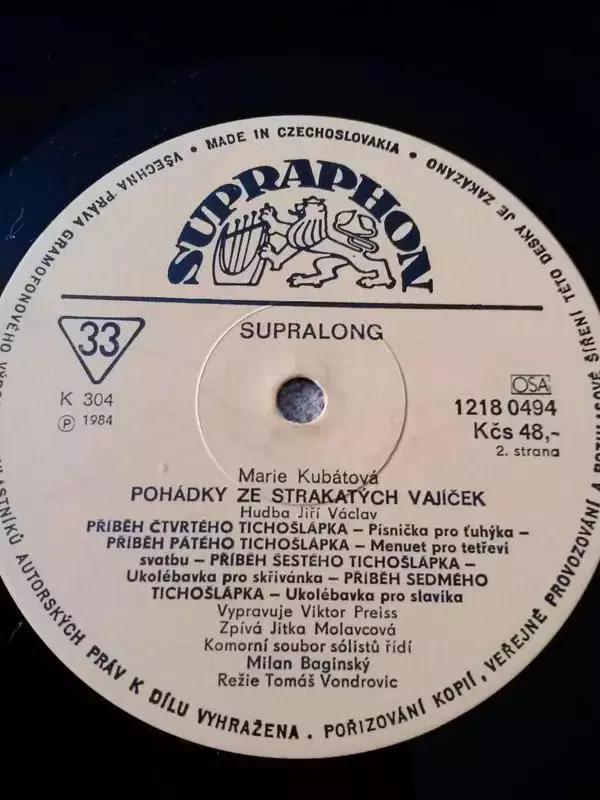 VŠECHNA PRÁVA GRAMOFONOVÉHO
MADE IN CZECHOSLOVAKIA
SUPRAPHON
33
SUPRALONG
K 304
Ⓟ 1984
OSA
1218 0494
Kčs 48,-
2. strana
Marie Kubátová
POHÁDKY ZE STRAKATÝCH VAJÍČEK
Hudba Jiří Václav
PŘÍBĚH ČTVRTÉHO TICHOŠLÁPKA – Písnička pro ťuhýka –
PŘÍBĚH PÁTÉHO TICHOŠLÁPKA – Menuet pro tetřeví
svatbu – PŘÍBĚH ŠESTÉHO TICHOŠLÁPKA –
Ukolébavka pro skřivánka – PŘÍBĚH SEDMÉHO
TICHOŠLÁPKA – Ukolébavka pro slavíka
Vypravuje Viktor Preiss
Zpívá Jitka Molavcová
Komorní soubor sólistů řídí
Milan Baginský
Režie Tomáš Vondrovic
VLASTNÍKŮ AUTORSKÝCH PRÁV K DÍLU VYHRAŽENA . POŘIZOVÁNÍ KOPIÍ, VEŘEJNÉ PROVOZOVÁNÍ A ROZHLASOVÉ ŠÍŘENÍ TÉTO DESKY JE ZAKÁZÁNO